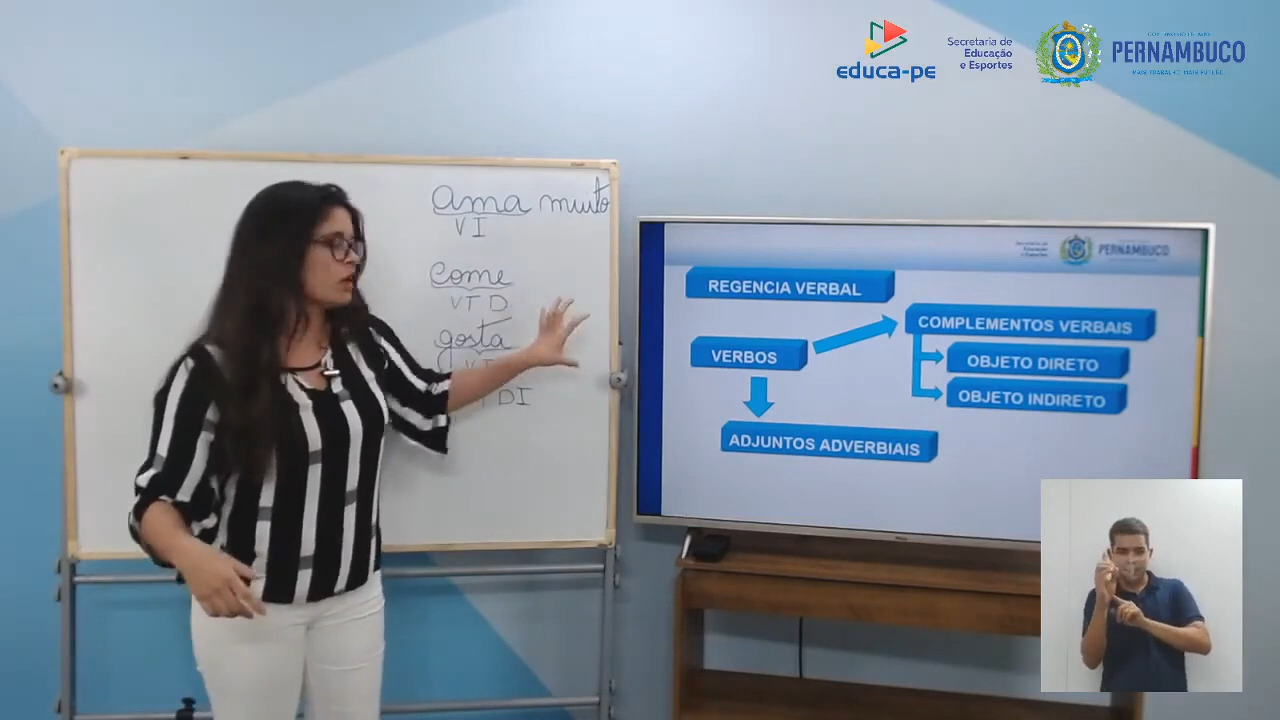 educa-pe
Secretaria de
Educação
e Esportes
PERNAMBUCO
ama muito
VI
come
VTD
gosta
DI
PERNAMBUCO
REGENCIA VERBAL
VERBOS
COMPLEMENTOS VERBAIS
OBJETO DIRETO
OBJETO INDIRETO
ADJUNTOS ADVERBIAIS